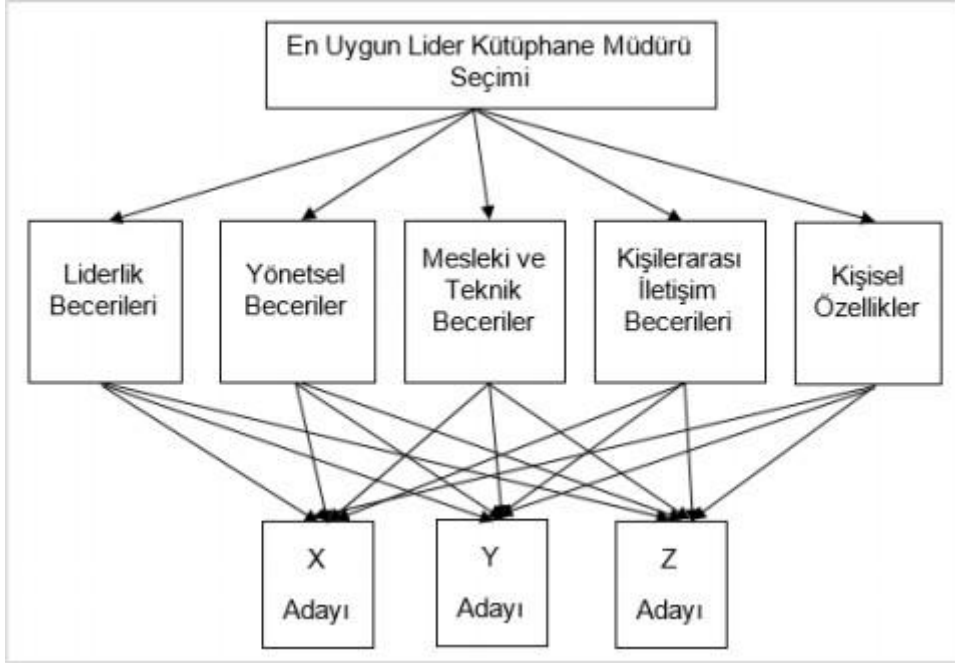 En Uygun Lider Kütüphane Müdürü
Seçimi
Liderlik
Becerileri
Yönetsel
Beceriler
Mesleki ve
Teknik
Beceriler
Kişilerarası
İletişim
Becerileri
Kişisel
Özellikler
X
Adayı
Y
Adayı
Z
Adayı